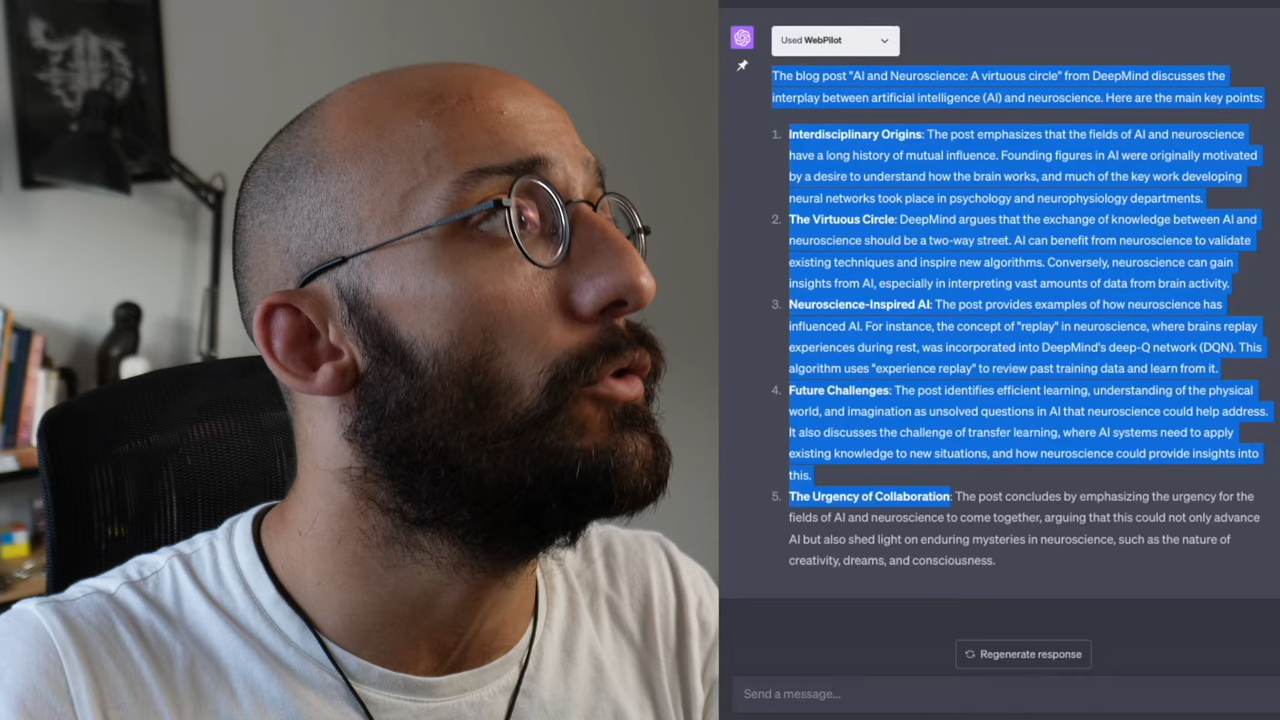 Used WebPilot
The blog post "AI and Neuroscience: A virtuous circle" from DeepMind discusses the
interplay between artificial intelligence (AI) and neuroscience. Here are the main key points:
1. Interdisciplinary Origins: The post emphasizes that the fields of AI and neuroscience
have a long history of mutual influence. Founding figures in AI were originally motivated
by a desire to understand how the brain works, and much of the key work developing
neural networks took place in psychology and neurophysiology departments.
2. The Virtuous Circle: DeepMind argues that the exchange of knowledge between AI and
neuroscience should be a two-way street. AI can benefit from neuroscience to validate
existing techniques and inspire new algorithms. Conversely, neuroscience can gain
insights from AI, especially in interpreting vast amounts of data from brain activity.
3. Neuroscience-Inspired AI: The post provides examples of how neuroscience has
influenced AI. For instance, the concept of "replay" in neuroscience, where brains replay
experiences during rest, was incorporated into DeepMind's deep-Q network (DQN). This
algorithm uses "experience replay" to review past training data and learn from it.
4. Future Challenges: The post identifies efficient learning, understanding of the physical
world, and imagination as unsolved questions in AI that neuroscience could help address.
It also discusses the challenge of transfer learning, where AI systems need to apply
existing knowledge to new situations, and how neuroscience could provide insights into
this.
5. The Urgency of Collaboration: The post concludes by emphasizing the urgency for the
fields of AI and neuroscience to come together, arguing that this could not only advance
AI but also shed light on enduring mysteries in neuroscience, such as the nature of
creativity, dreams, and consciousness.
Regenerate response
Send a message...